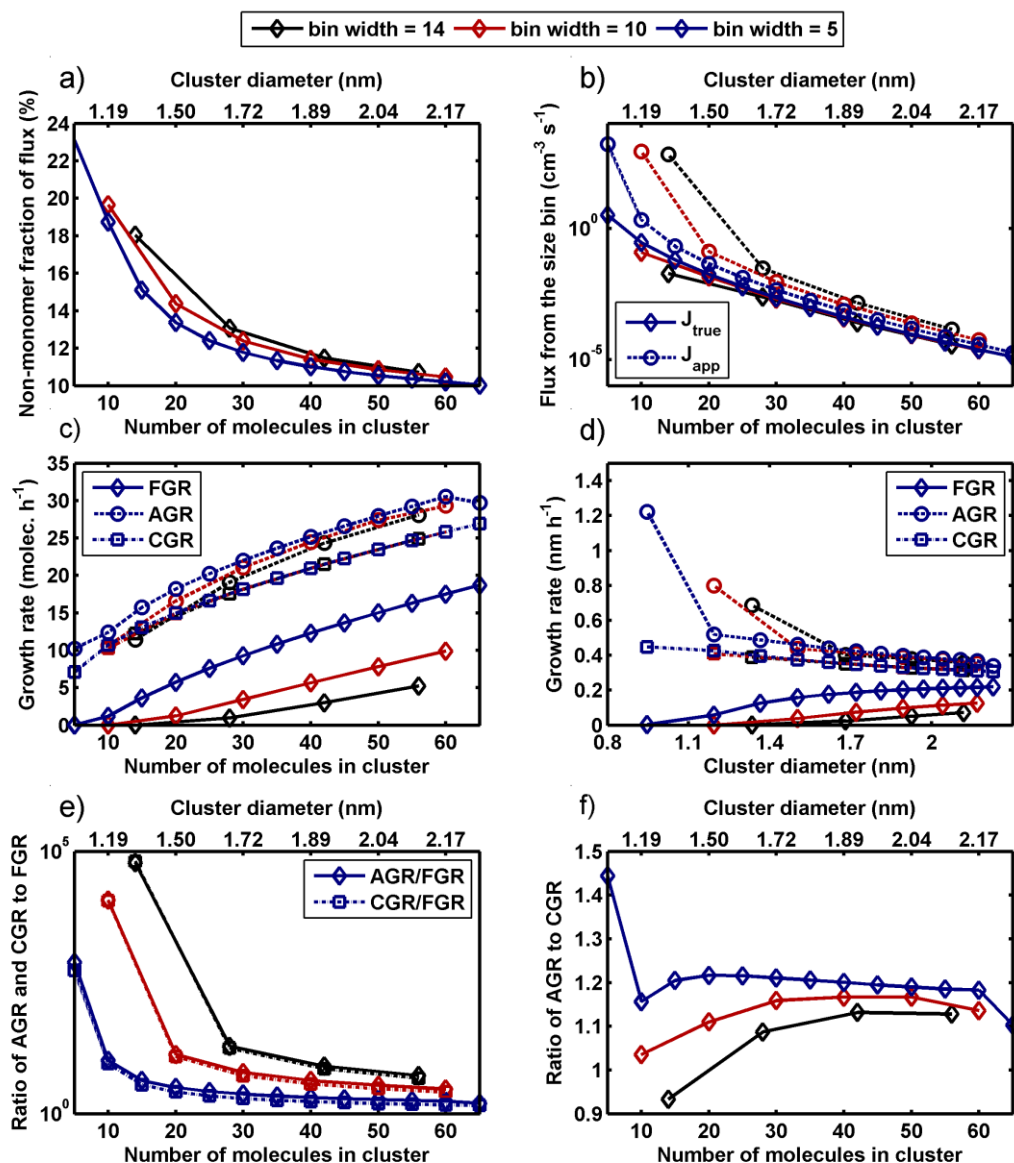 bin width = 14 bin width = 10 bin width = 5
a)
Cluster diameter (nm)
1.19 1.50 1.72 1.89 2.04 2.17
Non-monomer fraction of flux (%)
24
22
20
18
16
14
12
10
10 20 30 40 50 60
Number of molecules in cluster
b)
Cluster diameter (nm)
1.19 1.50 1.72 1.89 2.04 2.17
Flux from the size bin (cm⁻³ s⁻¹)
10⁰
10⁻⁵
J_true
J_app
10 20 30 40 50 60
Number of molecules in cluster
c)
Growth rate (molec. h⁻¹)
35
30
25
20
15
10
5
0
FGR
AGR
CGR
10 20 30 40 50 60
Number of molecules in cluster
d)
Growth rate (nm h⁻¹)
1.4
1.2
1
0.8
0.6
0.4
0.2
0
FGR
AGR
CGR
0.8 1.1 1.4 1.7 2
Cluster diameter (nm)
e)
Cluster diameter (nm)
1.19 1.50 1.72 1.89 2.04 2.17
Ratio of AGR and CGR to FGR
10⁵
10⁰
AGR/FGR
CGR/FGR
10 20 30 40 50 60
Number of molecules in cluster
f)
Cluster diameter (nm)
1.19 1.50 1.72 1.89 2.04 2.17
Ratio of AGR to CGR
1.5
1.4
1.3
1.2
1.1
1
0.9
10 20 30 40 50 60
Number of molecules in cluster